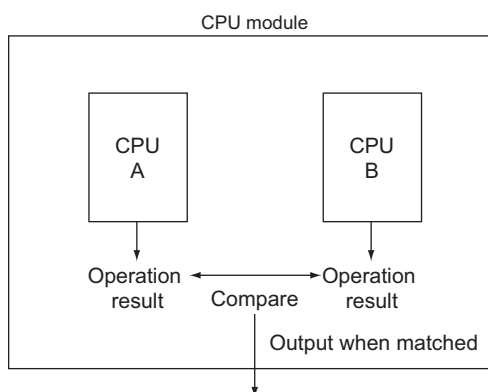 CPU module
CPU
A
CPU
B
Operation
result
Compare
Operation
result
Output when matched